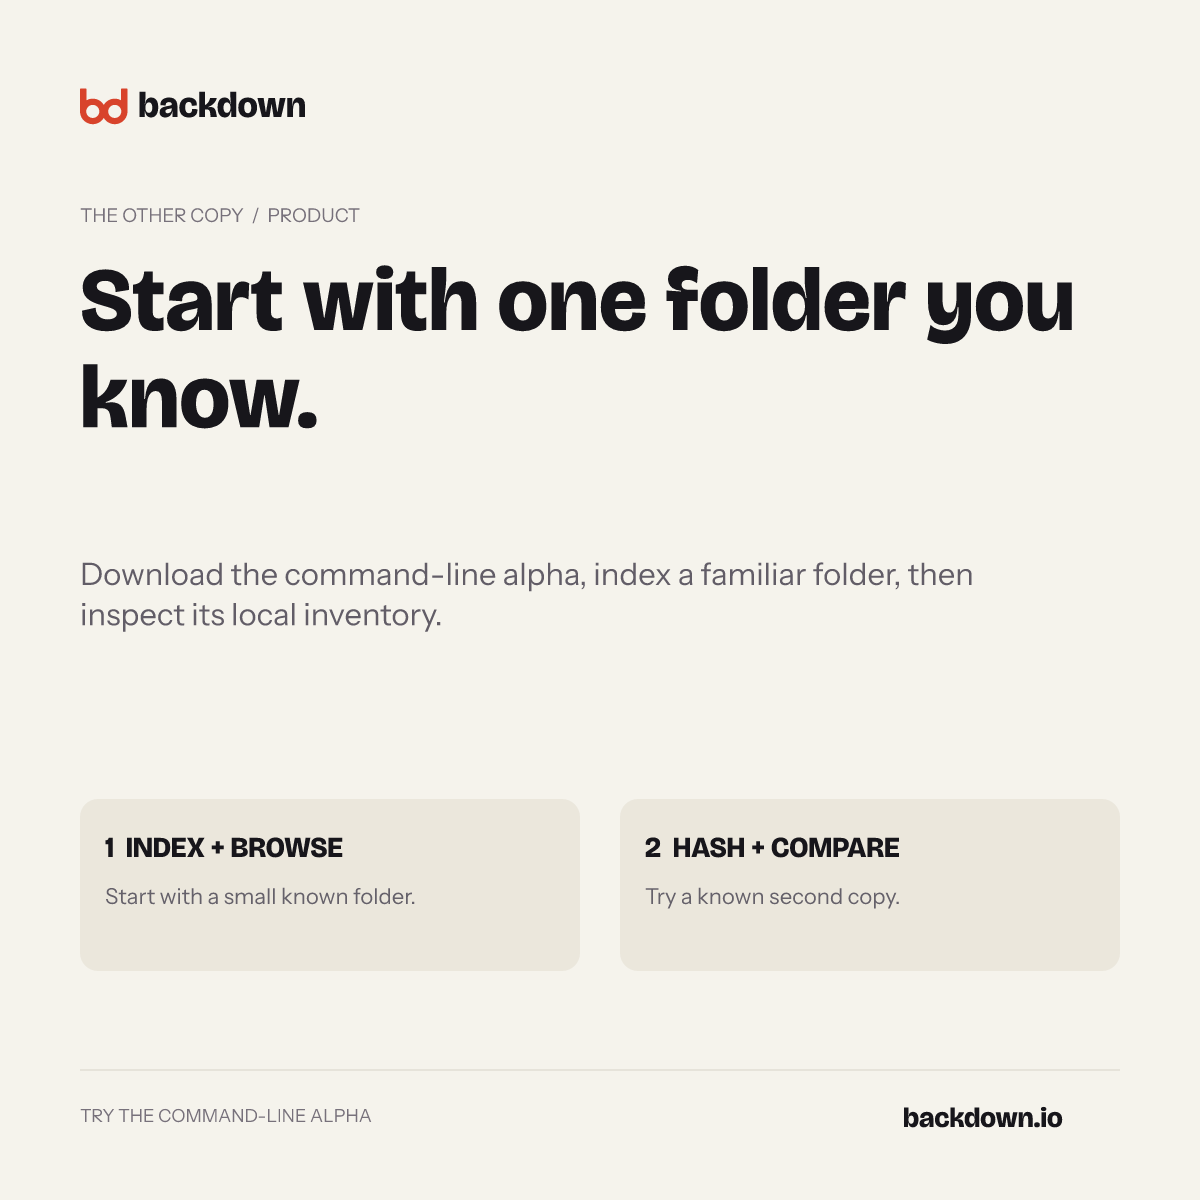 bd backdown
THE OTHER COPY / PRODUCT
Start with one folder you
know.
Download the command-line alpha, index a familiar folder, then
inspect its local inventory.
1 INDEX + BROWSE
Start with a small known folder.
2 HASH + COMPARE
Try a known second copy.
TRY THE COMMAND-LINE ALPHA
backdown.io